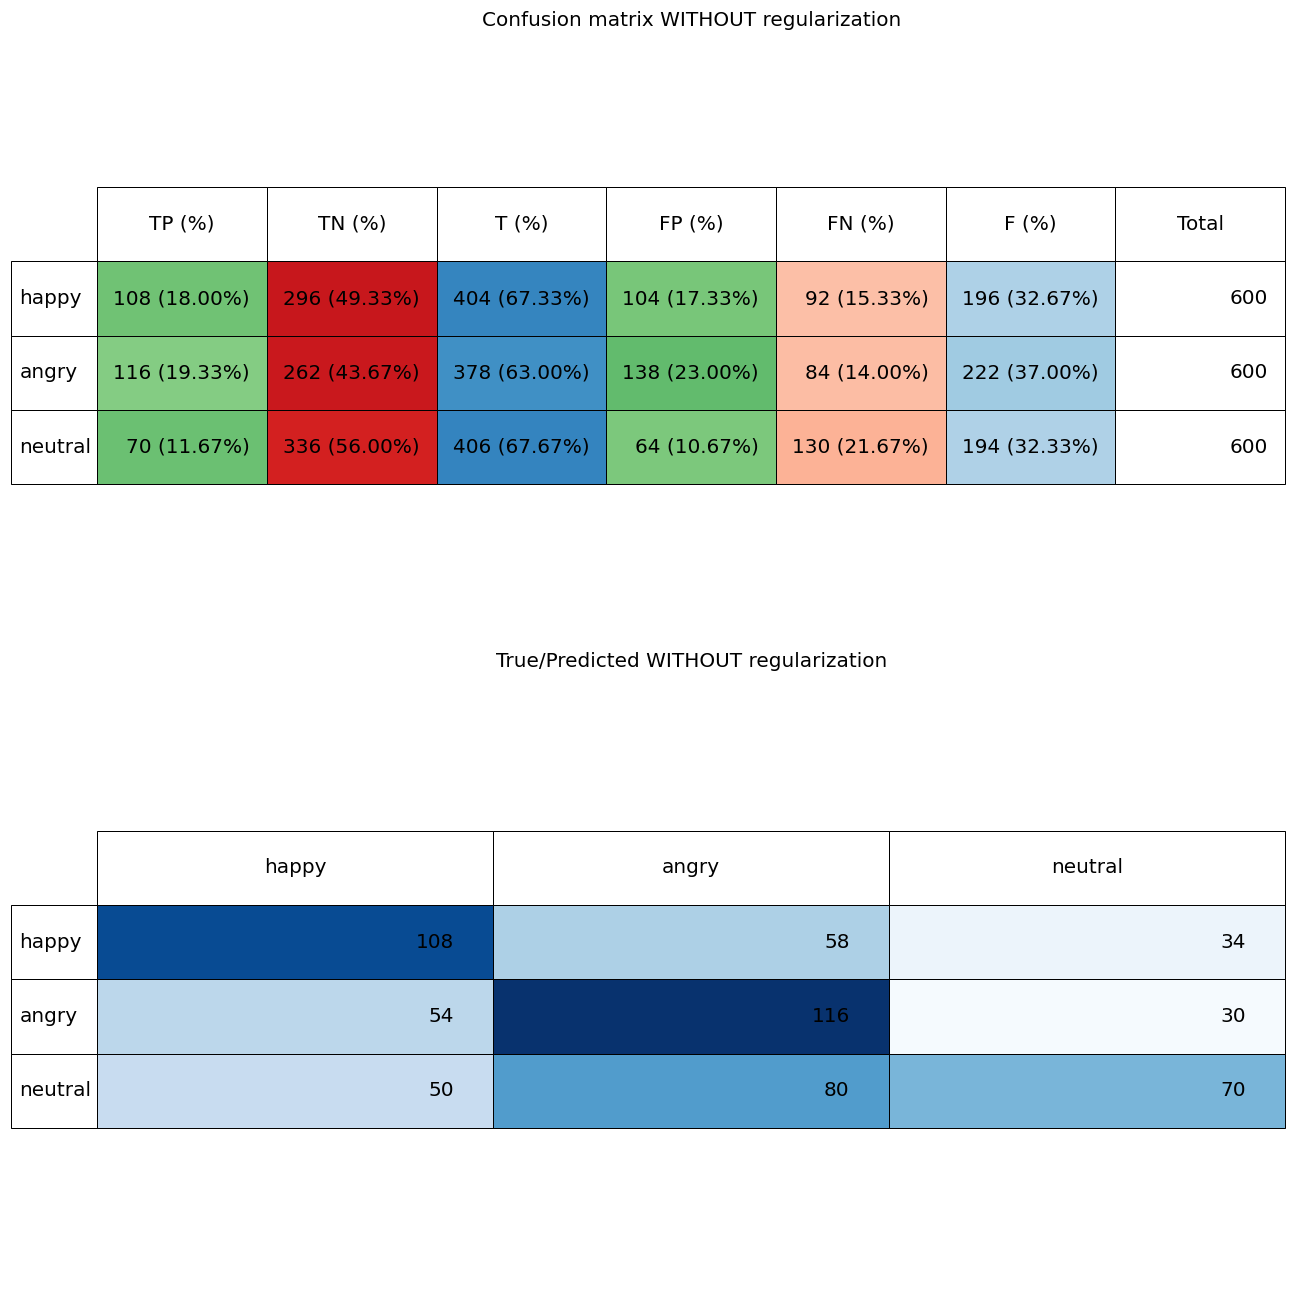 Confusion matrix WITHOUT regularization
TP (%) TN (%) T (%) FP (%) FN (%) F (%) Total
happy 108 (18.00%) 296 (49.33%) 404 (67.33%) 104 (17.33%) 92 (15.33%) 196 (32.67%) 600
angry 116 (19.33%) 262 (43.67%) 378 (63.00%) 138 (23.00%) 84 (14.00%) 222 (37.00%) 600
neutral 70 (11.67%) 336 (56.00%) 406 (67.67%) 64 (10.67%) 130 (21.67%) 194 (32.33%) 600
True/Predicted WITHOUT regularization
happy angry neutral
happy 108 58 34
angry 54 116 30
neutral 50 80 70